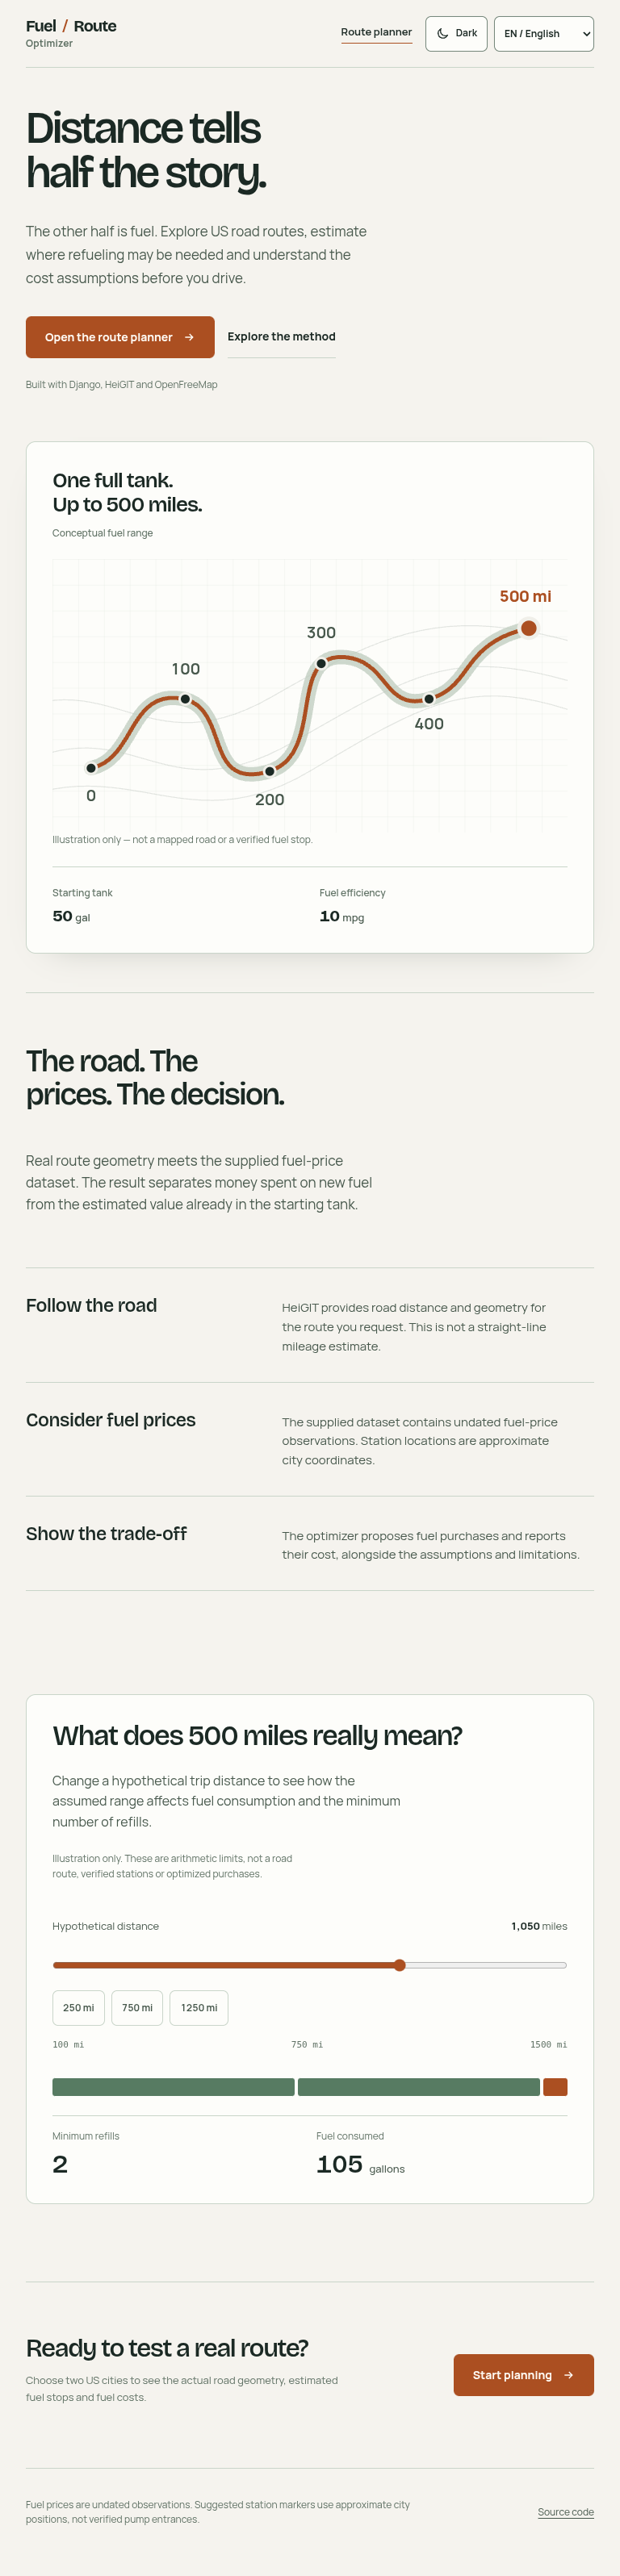 Fuel / Route
Optimizer
Route planner
Dark
EN / English
Distance tells
half the story.
The other half is fuel. Explore US road routes, estimate
where refueling may be needed and understand the
cost assumptions before you drive.
Open the route planner →
Explore the method
Built with Django, HeiGIT and OpenFreeMap
One full tank.
Up to 500 miles.
Conceptual fuel range
500 mi
300
100
400
0
200
Illustration only — not a mapped road or a verified fuel stop.
Starting tank
50 gal
Fuel efficiency
10 mpg
The road. The
prices. The decision.
Real route geometry meets the supplied fuel-price
dataset. The result separates money spent on new fuel
from the estimated value already in the starting tank.
Follow the road
HeiGIT provides road distance and geometry for
the route you request. This is not a straight-line
mileage estimate.
Consider fuel prices
The supplied dataset contains undated fuel-price
observations. Station locations are approximate
city coordinates.
Show the trade-off
The optimizer proposes fuel purchases and reports
their cost, alongside the assumptions and limitations.
What does 500 miles really mean?
Change a hypothetical trip distance to see how the
assumed range affects fuel consumption and the minimum
number of refills.
Illustration only. These are arithmetic limits, not a road
route, verified stations or optimized purchases.
Hypothetical distance
1,050 miles
250 mi
750 mi
1250 mi
100 mi
750 mi
1500 mi
Minimum refills
2
Fuel consumed
105 gallons
Ready to test a real route?
Choose two US cities to see the actual road geometry, estimated
fuel stops and fuel costs.
Start planning →
Fuel prices are undated observations. Suggested station markers use approximate city
positions, not verified pump entrances.
Source code